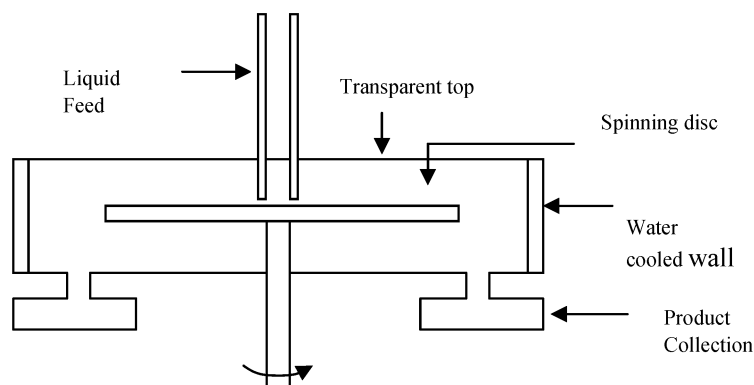 Liquid
Feed
Transparent top
Spinning disc
Water
cooled wall
Product
Collection